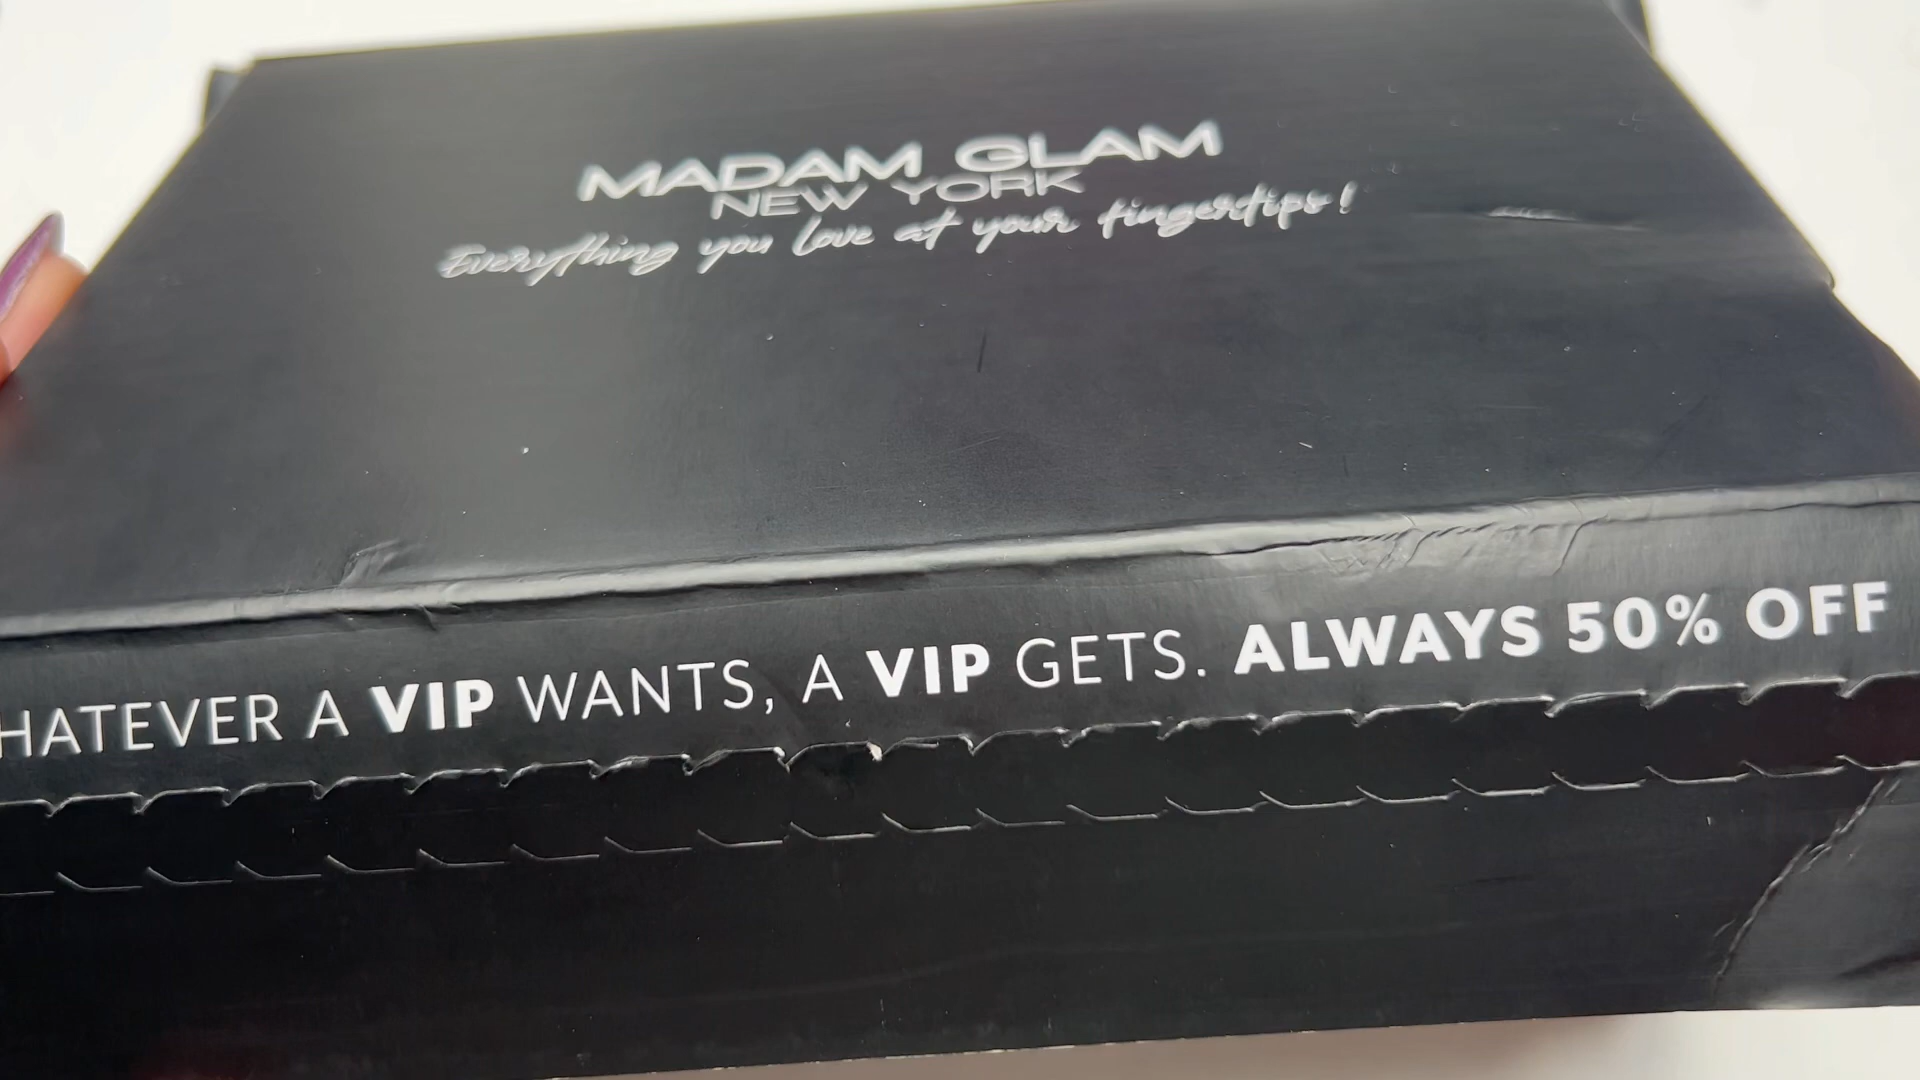 MADAM GLAM
NEW YORK
Everything you love at your fingertips!
HATEVER A VIP WANTS, A VIP GETS. ALWAYS 50% OFF